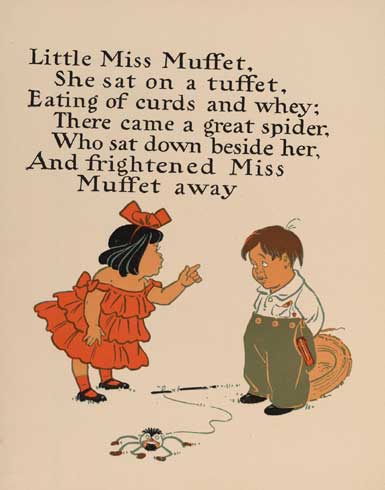 Little Miss Muffet,
She sat on a tuffet,
Eating of curds and whey;
There came a great spider,
Who sat down beside her,
And frightened Miss
Muffet away